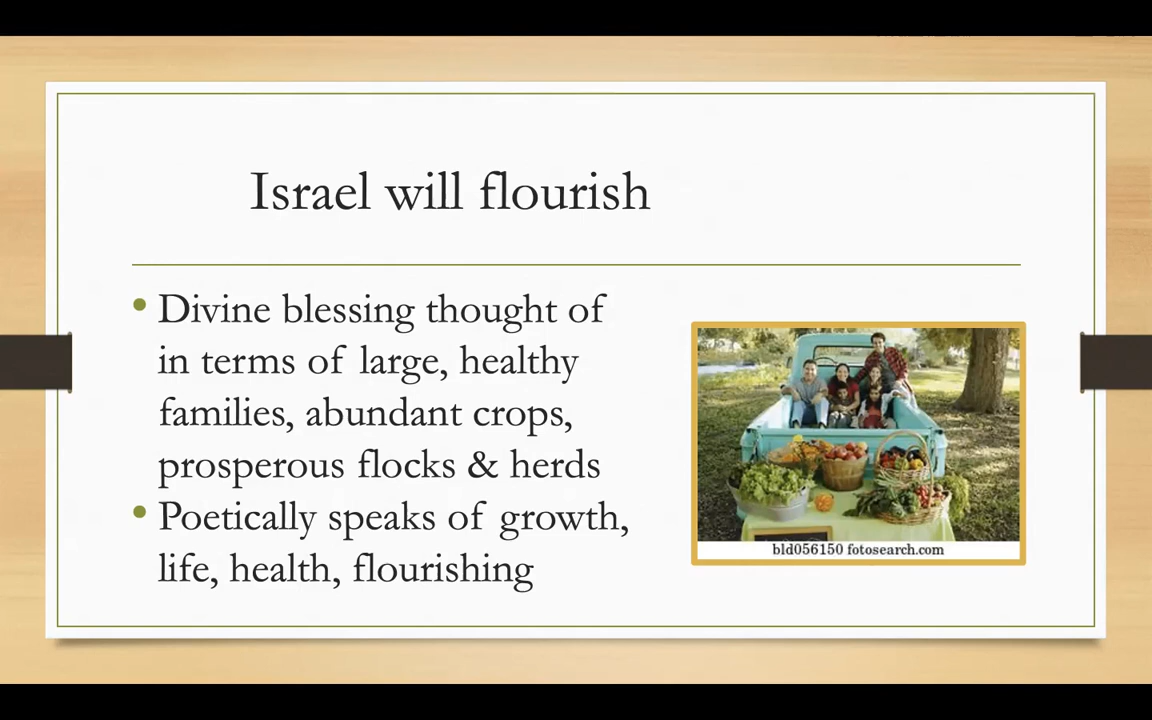 Israel will flourish
• Divine blessing thought of
in terms of large, healthy
families, abundant crops,
prosperous flocks & herds
• Poetically speaks of growth,
life, health, flourishing
bld056150 fotosearch.com